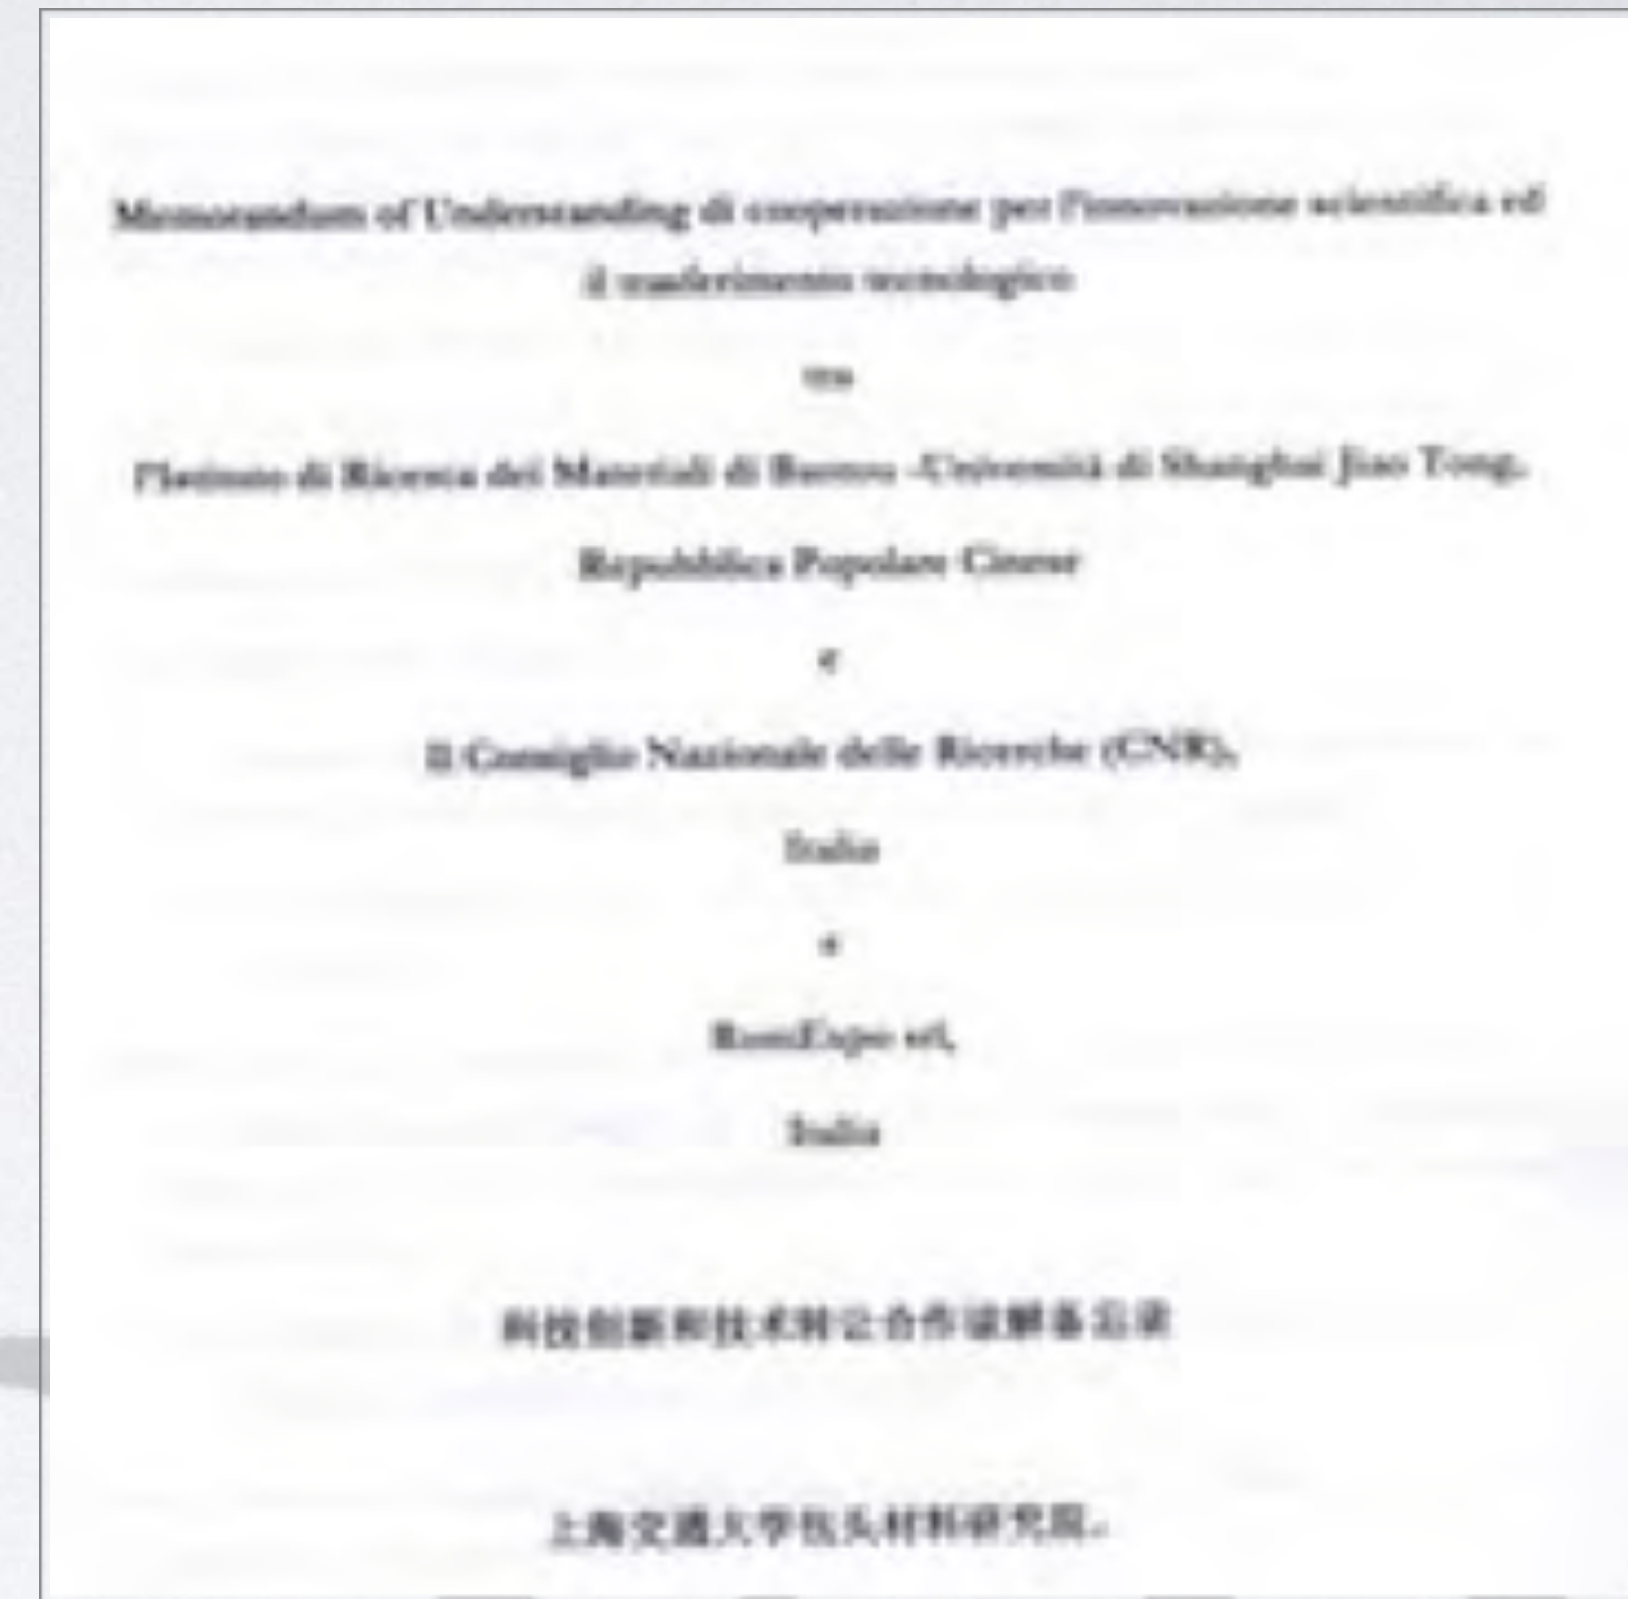 Memorandum of Understanding di cooperazione per l'innovazione scientifica ed
il trasferimento tecnologico
tra
l'Istituto di Ricerca dei Materiali di Baotou -Università di Shanghai Jiao Tong,
Repubblica Popolare Cinese
e
Il Consiglio Nazionale delle Ricerche (CNR),
Italia
e
srl,
Italia
科技创新和技术转让合作谅解备忘录
上海交通大学包头材料研究院,